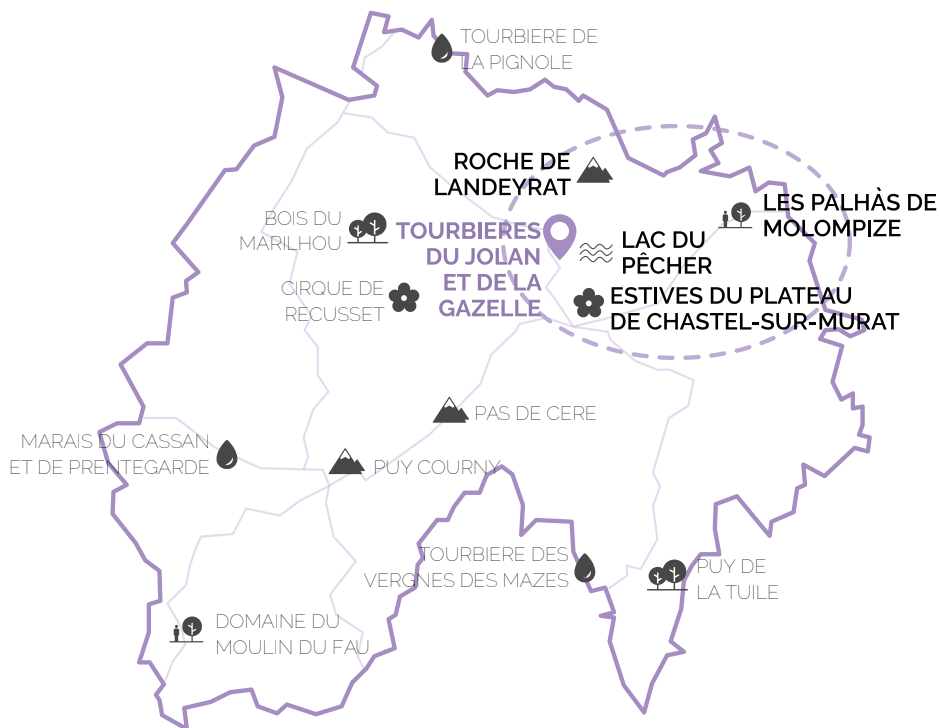 TOURBIERE DE
LA PIGNOLE
ROCHE DE
LANDEYRAT
LES PALHÀS DE
MOLOMPIZE
BOIS DU
MARILHOU
TOURBIERES
DU JOLAN
ET DE LA
GAZELLE
LAC DU
PÊCHER
CIRQUE DE
RECUSSET
ESTIVES DU PLATEAU
DE CHASTEL-SUR-MURAT
PAS DE CERE
MARAIS DU CASSAN
ET DE PRENTEGARDE
PUY COURNY
TOURBIERE DES
VERGNES DES MAZES
PUY DE
LA TUILE
DOMAINE DU
MOULIN DU FAU